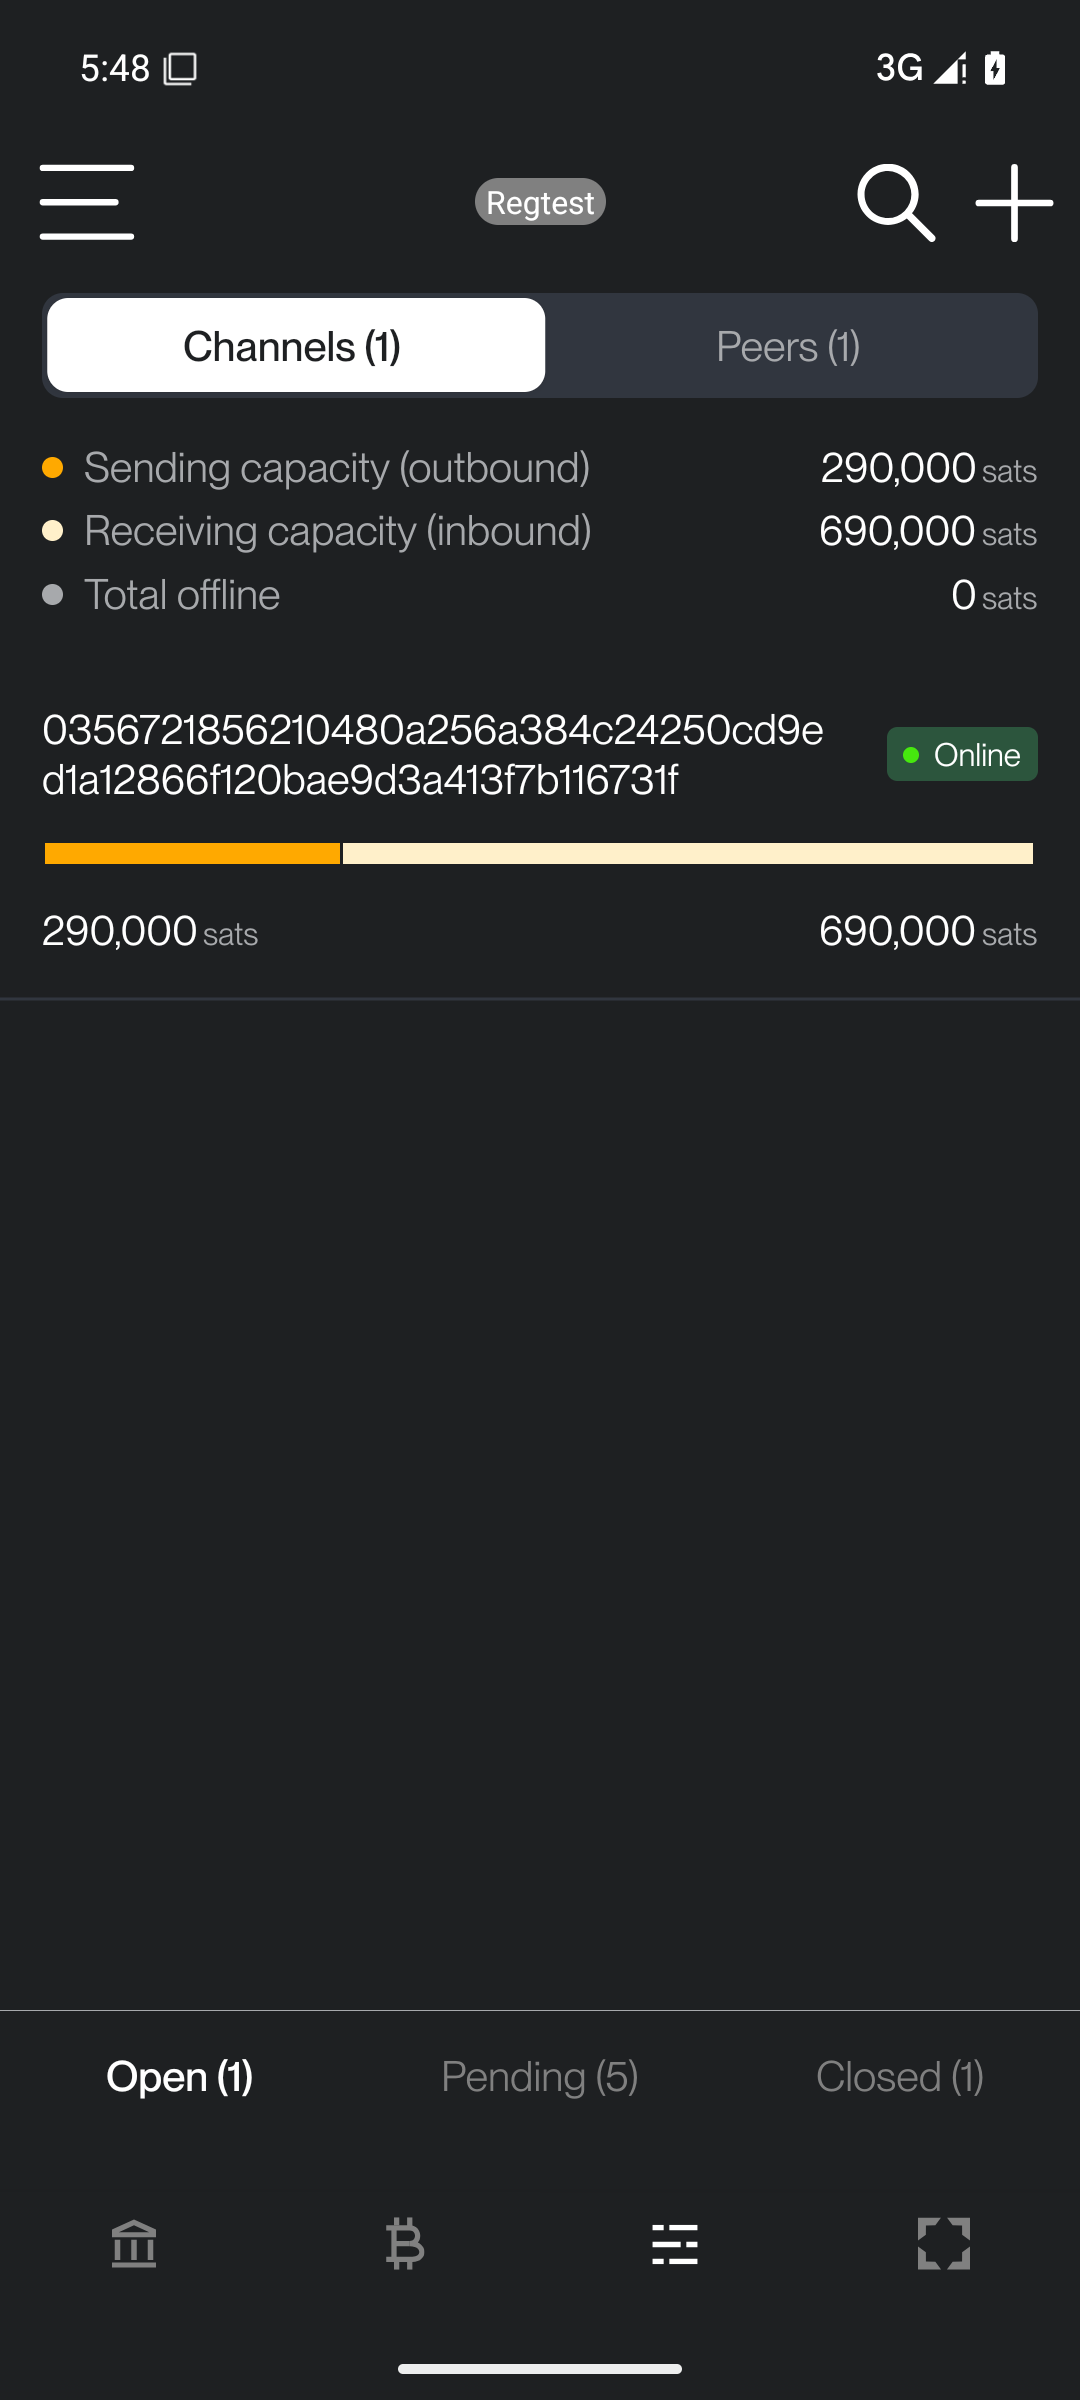 5:48
3G
Regtest
Channels (1)
Peers (1)
Sending capacity (outbound) 290,000 sats
Receiving capacity (inbound) 690,000 sats
Total offline 0 sats
0356721856210480a256a384c24250cd9e
d1a12866f120bae9d3a413f7b116731f
Online
290,000 sats
690,000 sats
Open (1)
Pending (5)
Closed (1)